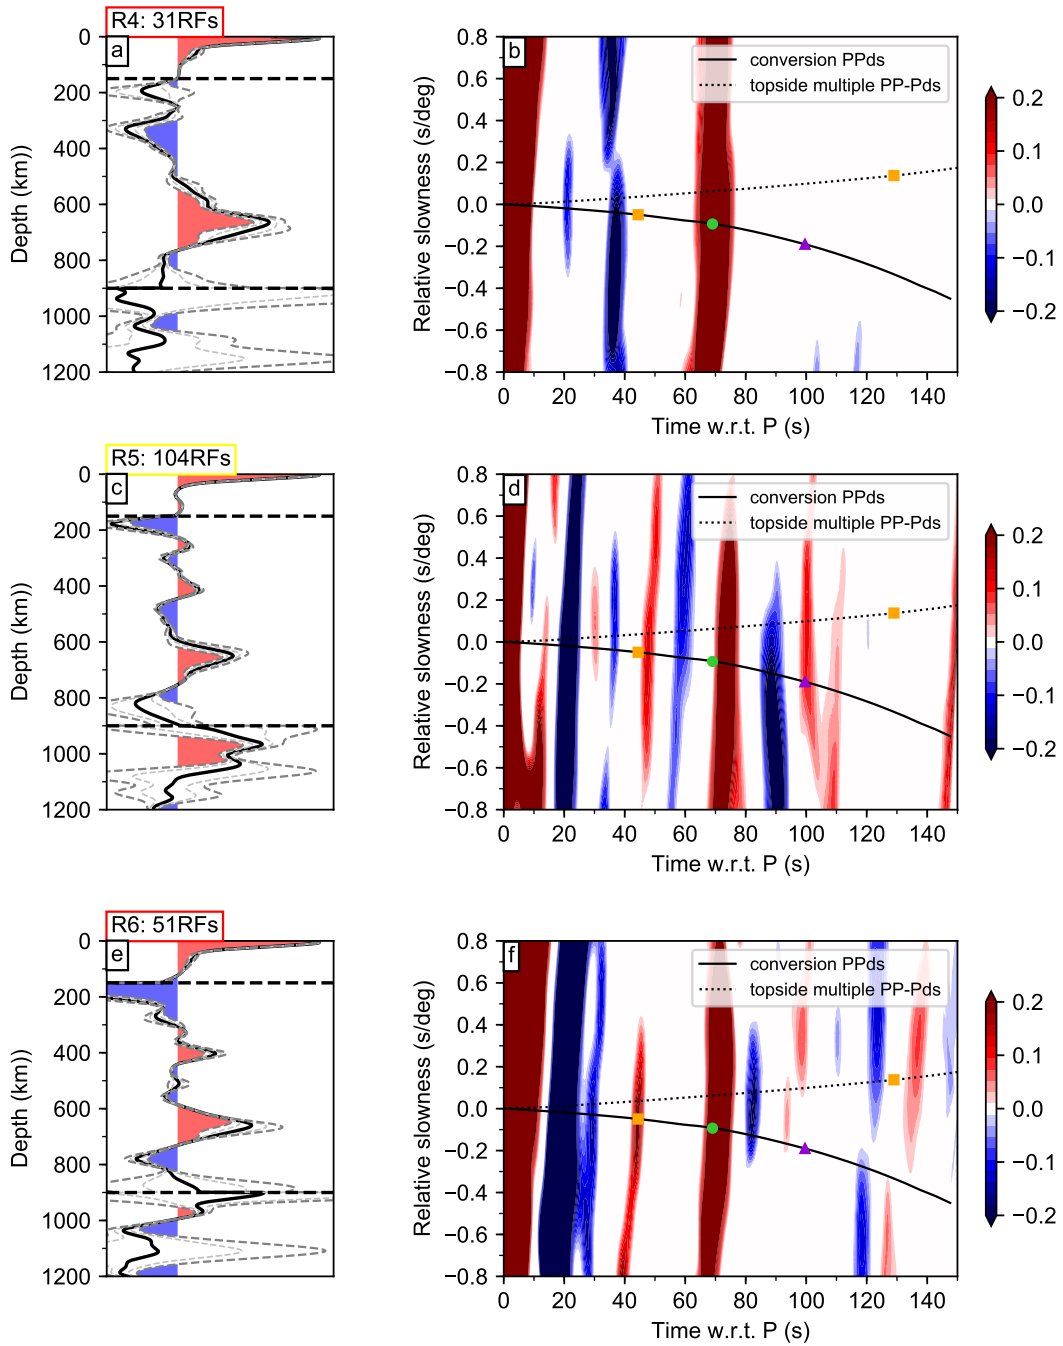 R4: 31RFs
a
0
200
400
600
800
1000
1200
Depth (km))
b
0.8
0.6
0.4
0.2
0.0
−0.2
−0.4
−0.6
−0.8
Relative slowness (s/deg)
conversion PPds
topside multiple PP-Pds
0 20 40 60 80 100 120 140
Time w.r.t. P (s)
0.2
0.1
0.0
−0.1
−0.2
R5: 104RFs
c
0
200
400
600
800
1000
1200
Depth (km))
d
0.8
0.6
0.4
0.2
0.0
−0.2
−0.4
−0.6
−0.8
Relative slowness (s/deg)
conversion PPds
topside multiple PP-Pds
0 20 40 60 80 100 120 140
Time w.r.t. P (s)
0.2
0.1
0.0
−0.1
−0.2
R6: 51RFs
e
0
200
400
600
800
1000
1200
Depth (km))
f
0.8
0.6
0.4
0.2
0.0
−0.2
−0.4
−0.6
−0.8
Relative slowness (s/deg)
conversion PPds
topside multiple PP-Pds
0 20 40 60 80 100 120 140
Time w.r.t. P (s)
0.2
0.1
0.0
−0.1
−0.2